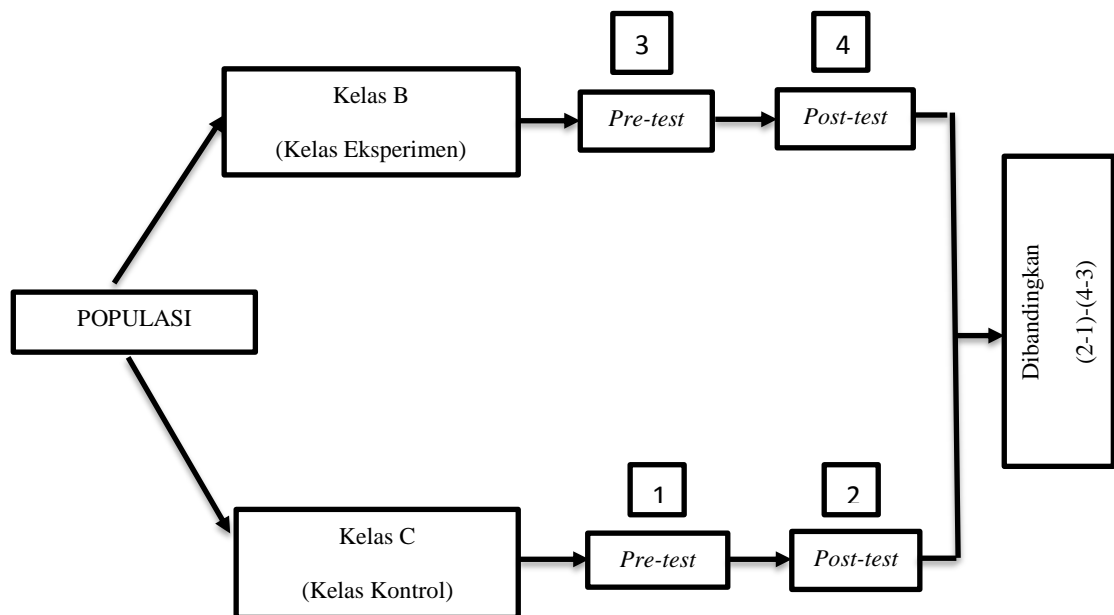 3
4
Kelas B
(Kelas Eksperimen)
Pre-test
Post-test
Dibandingkan
(2-1)-(4-3)
POPULASI
1
2
Kelas C
(Kelas Kontrol)
Pre-test
Post-test